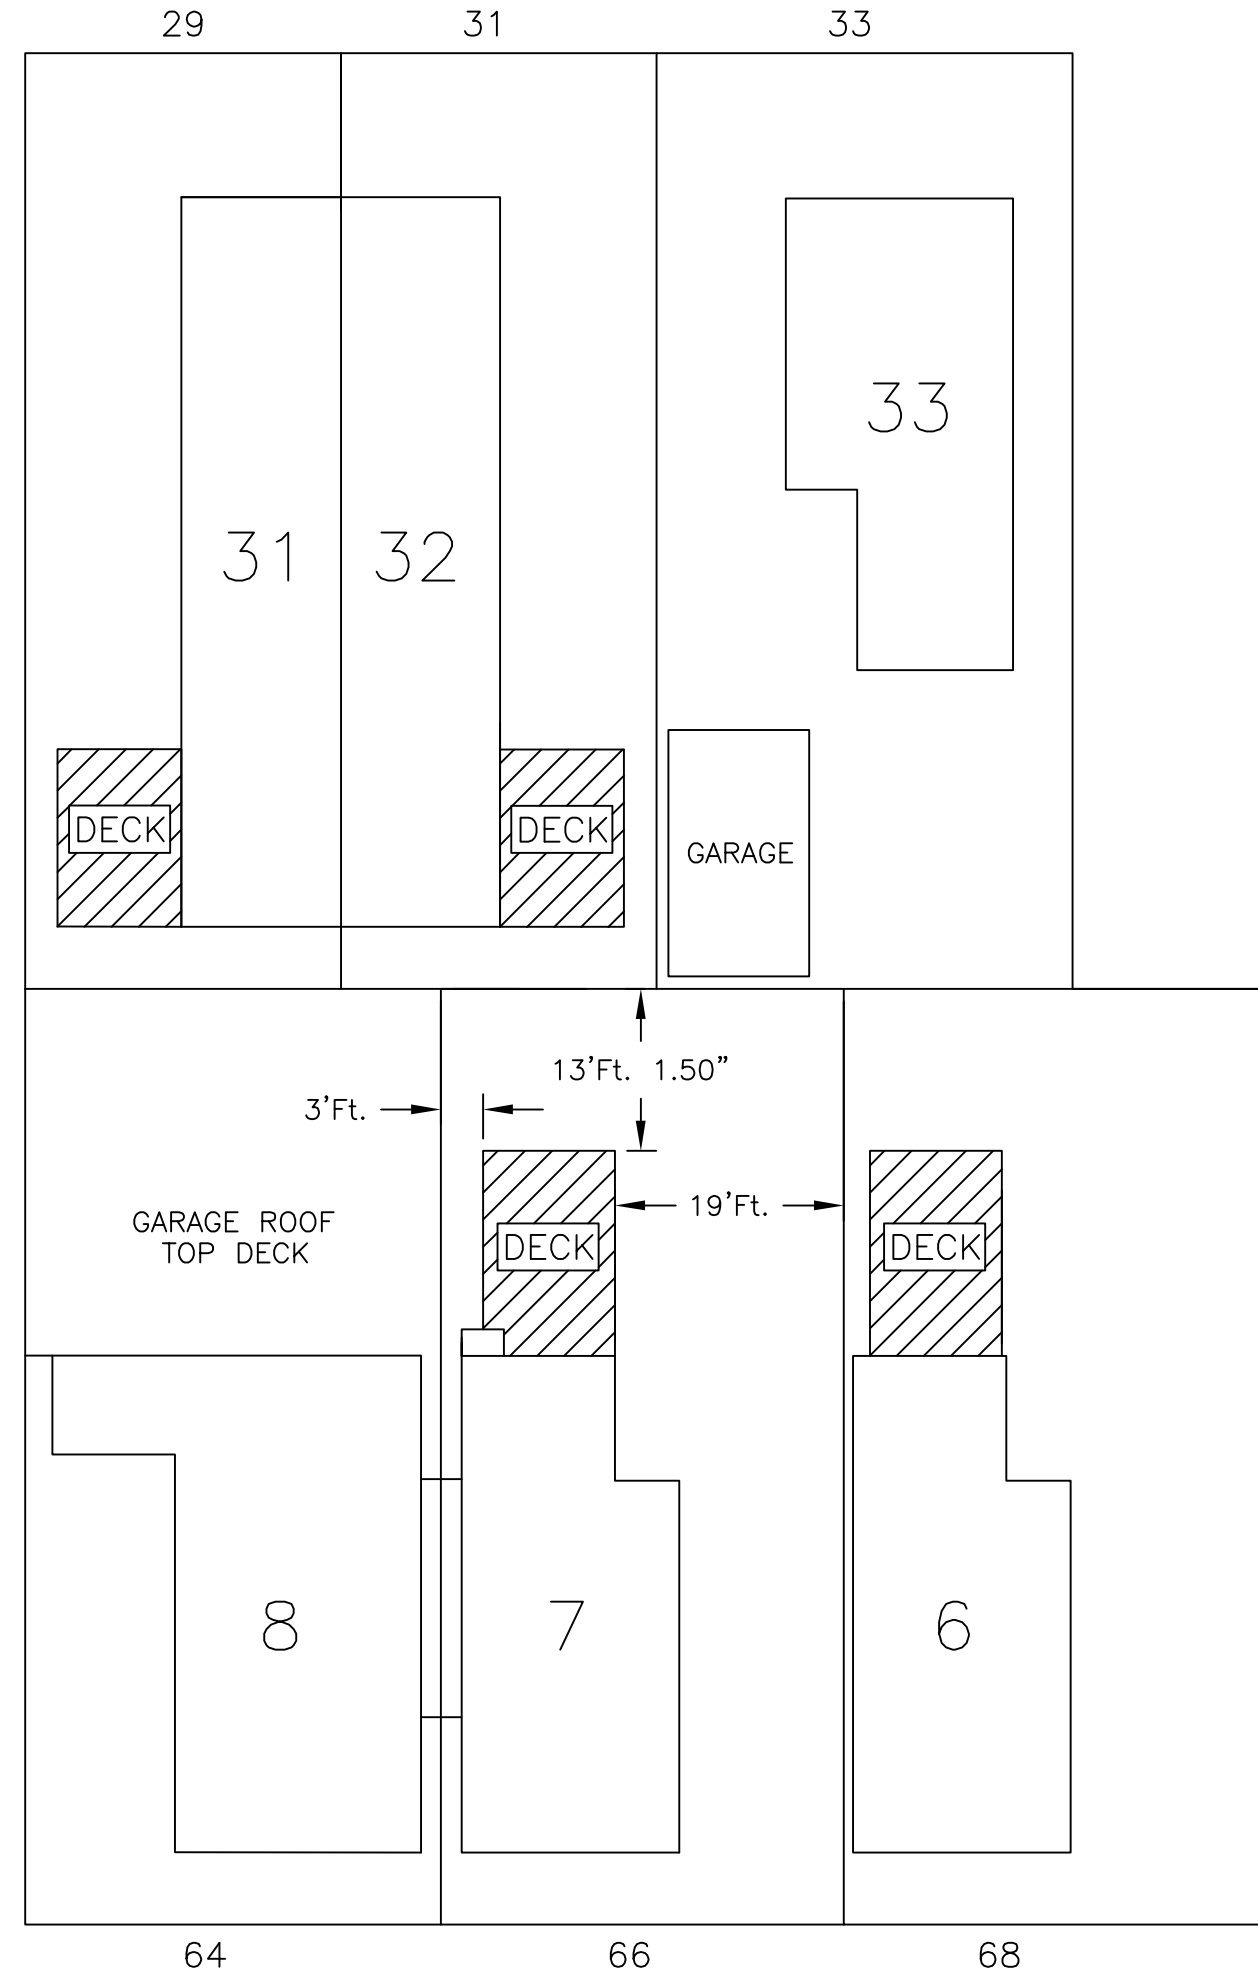 29 31 33
33
31 32
DECK DECK
GARAGE
13'Ft. 1.50"
3'Ft.
19'Ft.
GARAGE ROOF
TOP DECK
DECK DECK
8 7 6
64 66 68